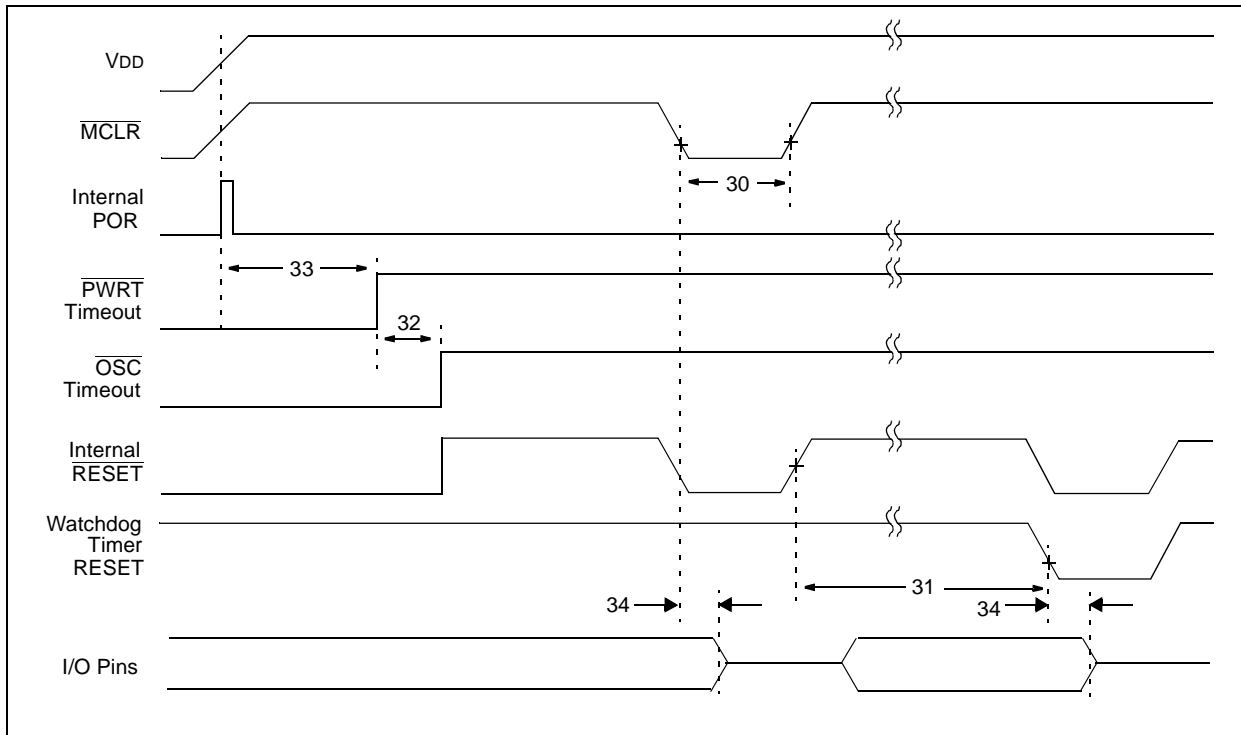 VDD
MCLR
Internal
POR
30
33
PWRT
Timeout
32
OSC
Timeout
Internal
RESET
Watchdog
Timer
RESET
31
34
34
I/O Pins